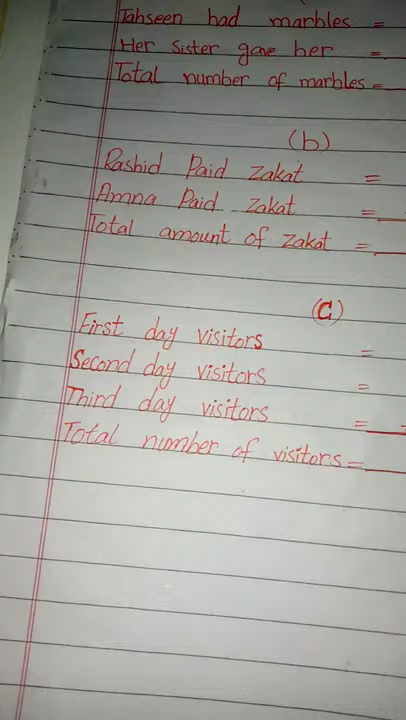 Tahseen had marbles =
Her Sister gave her =
Total number of marbles =
(b)
Rashid Paid Zakat =
Amna Paid Zakat =
Total amount of Zakat =
(C)
First day visitors =
Second day visitors =
Third day visitors =
Total number of visitors =